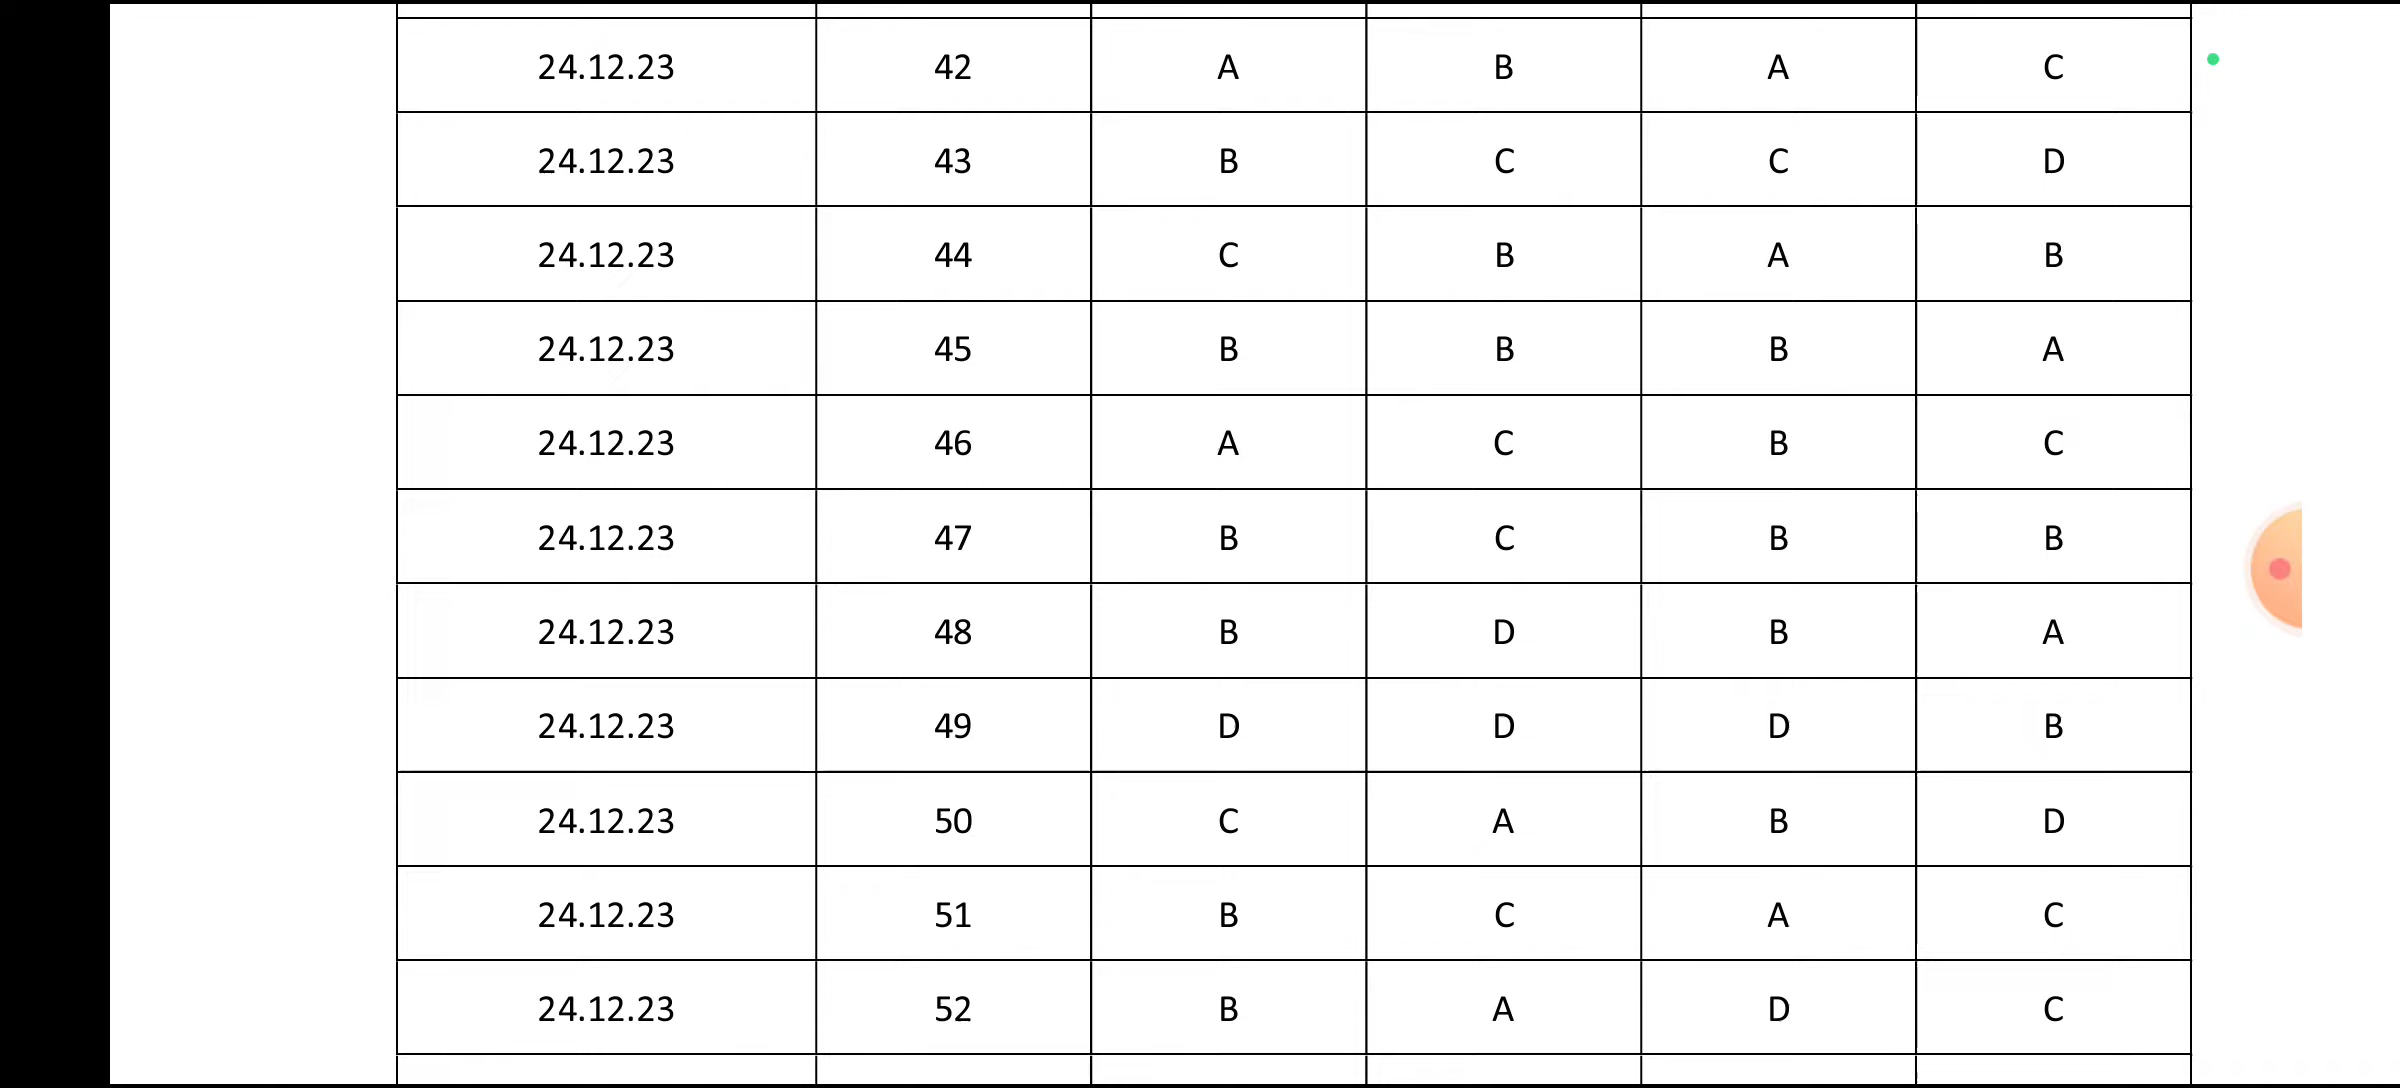 24.12.23 42 A B A C
24.12.23 43 B C C D
24.12.23 44 C B A B
24.12.23 45 B B B A
24.12.23 46 A C B C
24.12.23 47 B C B B
24.12.23 48 B D B A
24.12.23 49 D D D B
24.12.23 50 C A B D
24.12.23 51 B C A C
24.12.23 52 B A D C